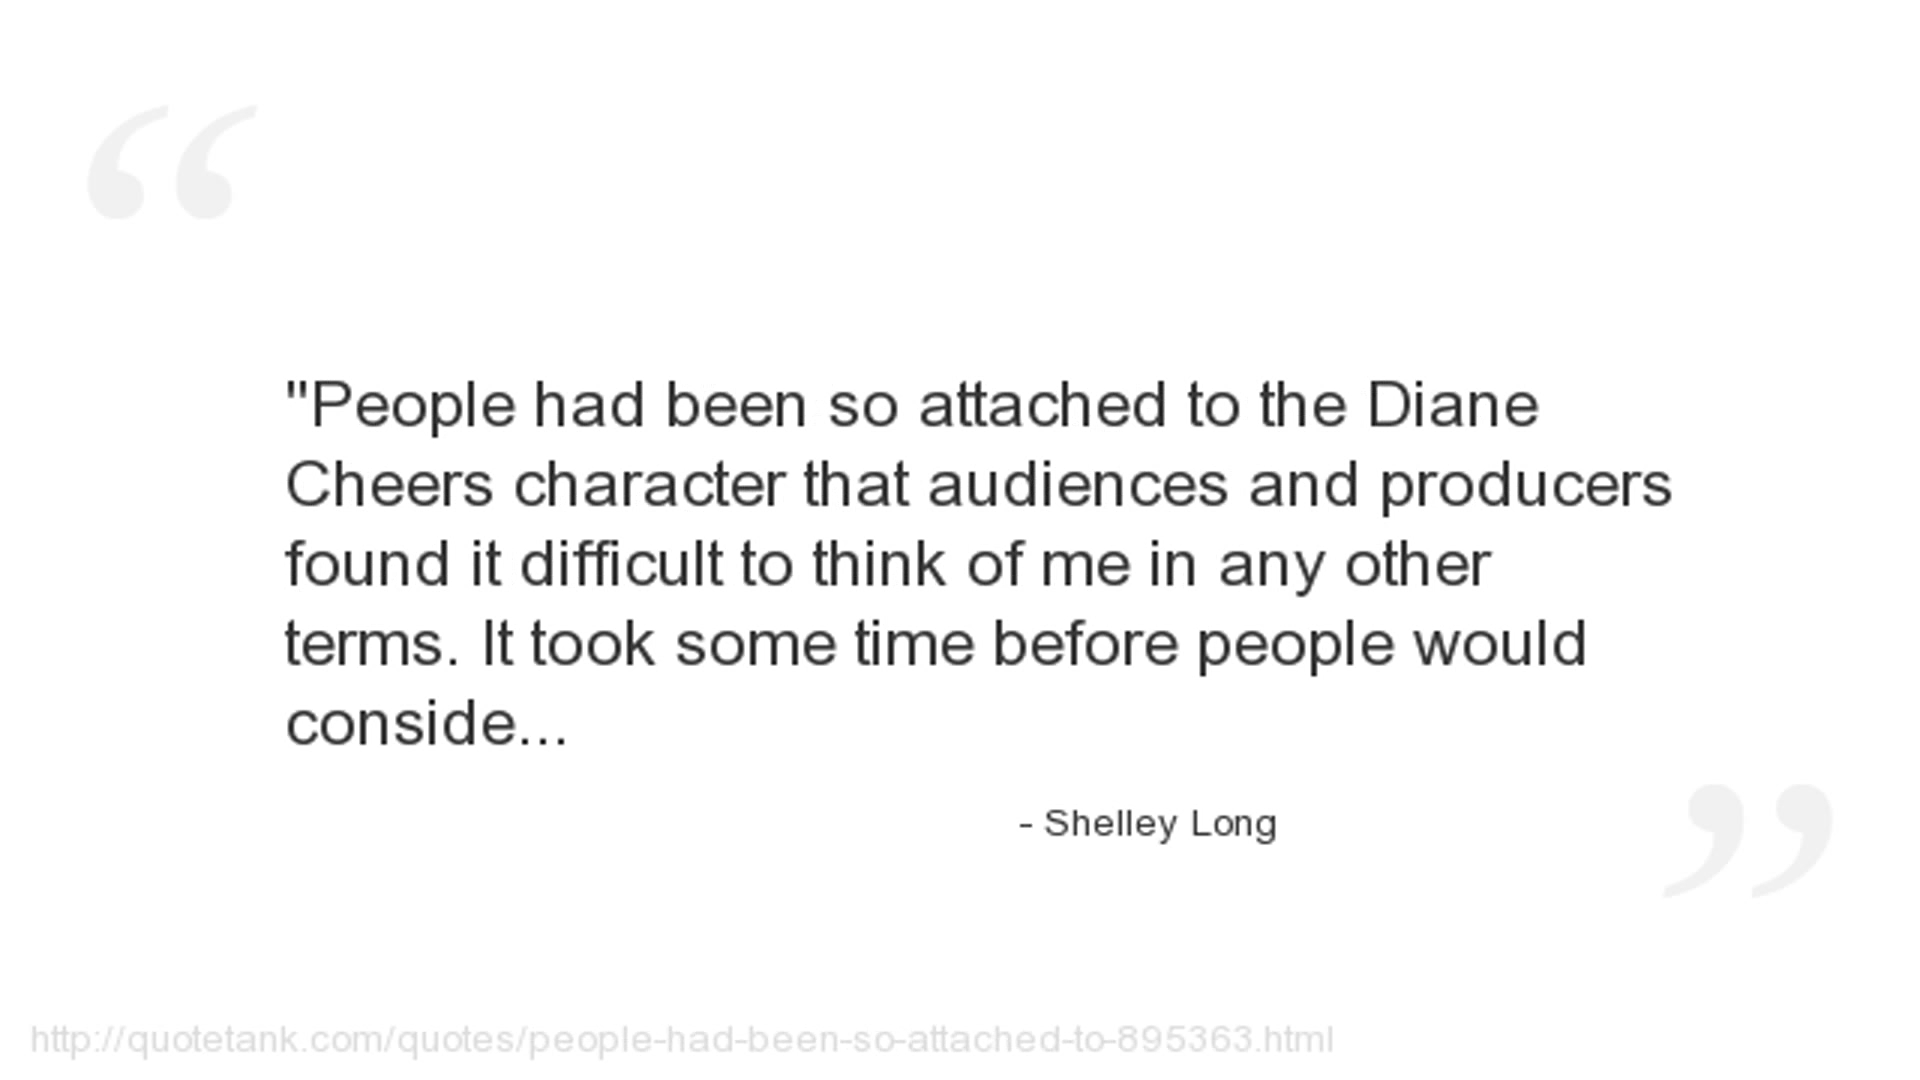 "People had been so attached to the Diane
Cheers character that audiences and producers
found it difficult to think of me in any other
terms. It took some time before people would
conside...
- Shelley Long
http://quotetank.com/quotes/people-had-been-so-attached-to-895363.html